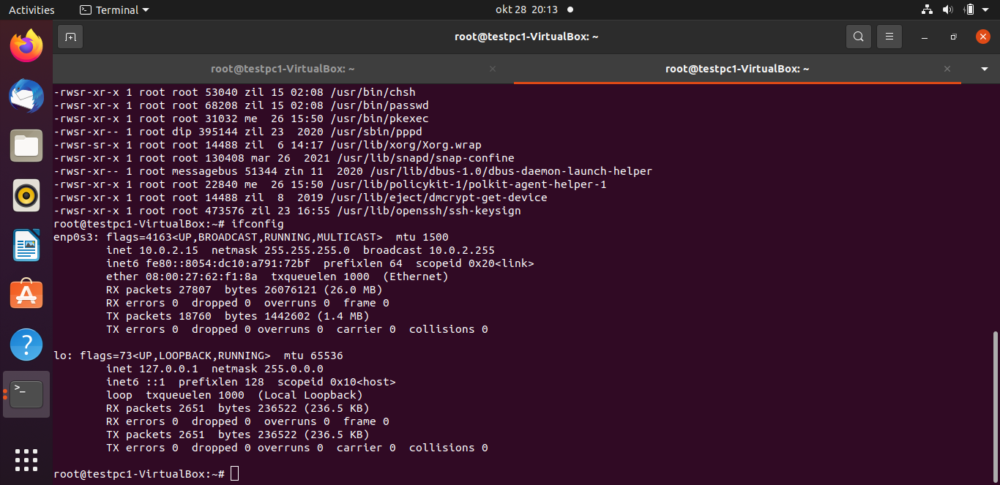 Activities
Terminal
okt 28 20:13
root@testpc1-VirtualBox: ~
root@testpc1-VirtualBox: ~
root@testpc1-VirtualBox: ~
-rwsr-xr-x 1 root root 53040 zil 15 02:08 /usr/bin/chsh
-rwsr-xr-x 1 root root 68208 zil 15 02:08 /usr/bin/passwd
-rwsr-xr-x 1 root root 31032 me  26 15:50 /usr/bin/pkexec
-rwsr-xr-- 1 root dip 395144 zil 23  2020 /usr/sbin/pppd
-rwsr-sr-x 1 root root 14488 zil  6 14:17 /usr/lib/xorg/Xorg.wrap
-rwsr-xr-x 1 root root 130408 mar 26  2021 /usr/lib/snapd/snap-confine
-rwsr-xr-- 1 root messagebus 51344 zin 11  2020 /usr/lib/dbus-1.0/dbus-daemon-launch-helper
-rwsr-xr-x 1 root root 22840 me  26 15:50 /usr/lib/policykit-1/polkit-agent-helper-1
-rwsr-xr-x 1 root root 14488 zil  8  2019 /usr/lib/eject/dmcrypt-get-device
-rwsr-xr-x 1 root root 473576 zil 23 16:55 /usr/lib/openssh/ssh-keysign
root@testpc1-VirtualBox:~# ifconfig
enp0s3: flags=4163<UP,BROADCAST,RUNNING,MULTICAST>  mtu 1500
inet 10.0.2.15  netmask 255.255.255.0  broadcast 10.0.2.255
inet6 fe80::8054:dc10:a791:72bf  prefixlen 64  scopeid 0x20<link>
ether 08:00:27:62:f1:8a  txqueuelen 1000  (Ethernet)
RX packets 27807  bytes 26076121 (26.0 MB)
RX errors 0  dropped 0  overruns 0  frame 0
TX packets 18760  bytes 1442602 (1.4 MB)
TX errors 0  dropped 0 overruns 0  carrier 0  collisions 0
lo: flags=73<UP,LOOPBACK,RUNNING>  mtu 65536
inet 127.0.0.1  netmask 255.0.0.0
inet6 ::1  prefixlen 128  scopeid 0x10<host>
loop  txqueuelen 1000  (Local Loopback)
RX packets 2651  bytes 236522 (236.5 KB)
RX errors 0  dropped 0  overruns 0  frame 0
TX packets 2651  bytes 236522 (236.5 KB)
TX errors 0  dropped 0 overruns 0  carrier 0  collisions 0
root@testpc1-VirtualBox:~#